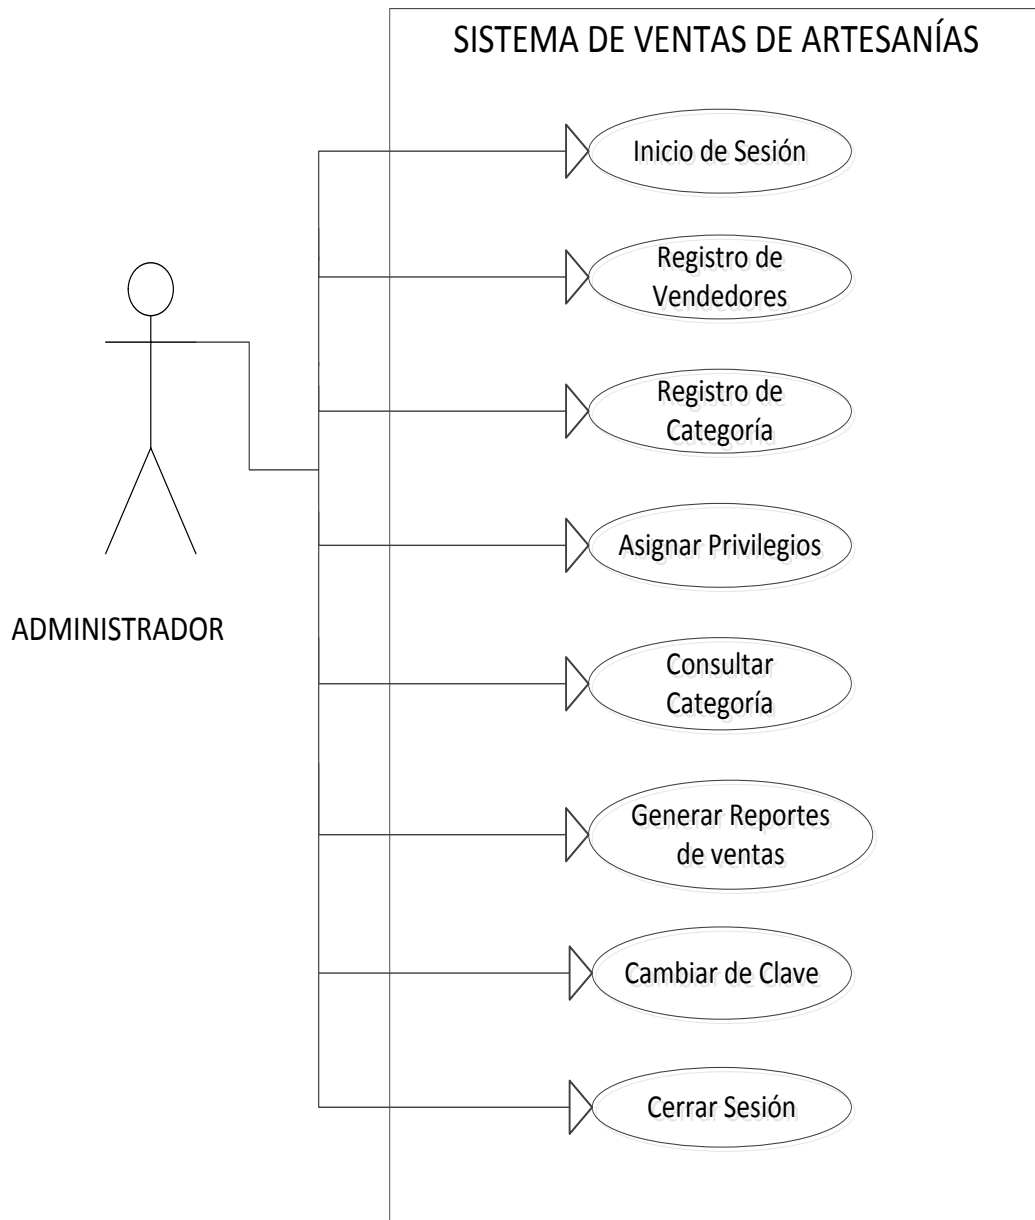 SISTEMA DE VENTAS DE ARTESANÍAS
Inicio de Sesión
Registro de
Vendedores
Registro de
Categoría
Asignar Privilegios
ADMINISTRADOR
Consultar
Categoría
Generar Reportes
de ventas
Cambiar de Clave
Cerrar Sesión